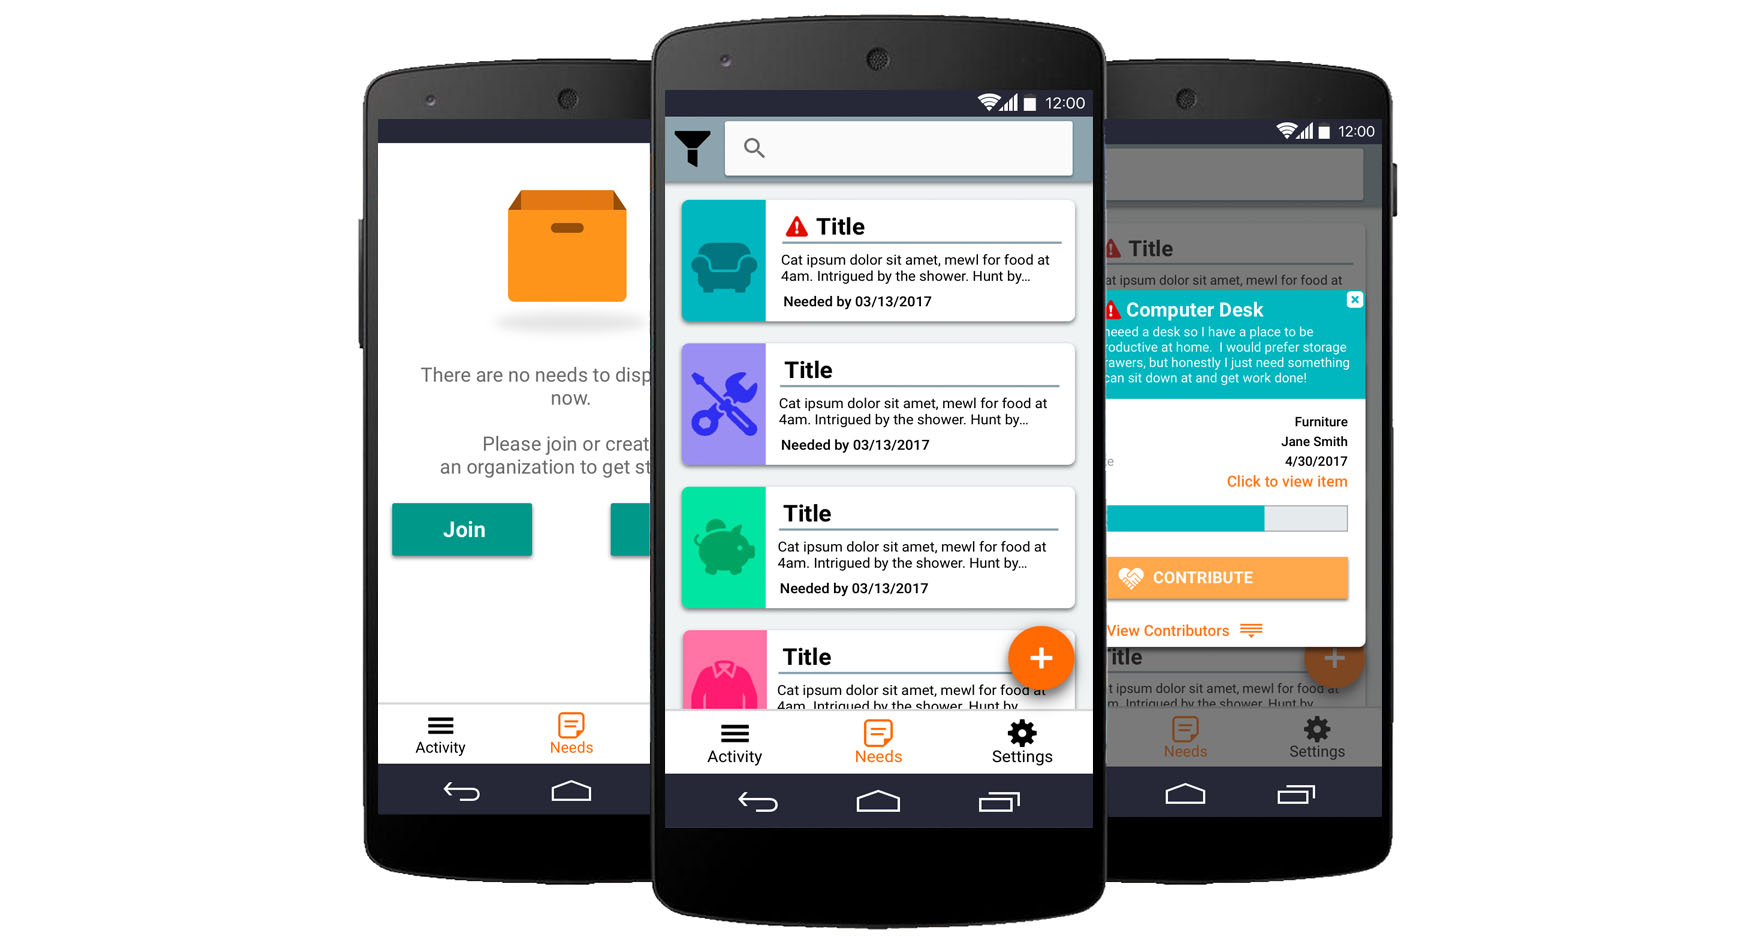 There are no needs to
now.
Please join or
an organization to get
Join
Activity
Needs
12:00
Title
Cat ipsum dolor sit amet, mewl for food at
4am. Intrigued by the shower. Hunt by...
Needed by 03/13/2017
Title
Cat ipsum dolor sit amet, mewl for food at
4am. Intrigued by the shower. Hunt by...
Needed by 03/13/2017
Title
Cat ipsum dolor sit amet, mewl for food at
4am. Intrigued by the shower. Hunt by...
Needed by 03/13/2017
Title
Cat ipsum dolor sit amet, mewl for food at
4am. Intrigued by the shower. Hunt by
Activity
Needs
Settings
12:00
Title
ipsum dolor sit amet, mewl for food at
Computer Desk
a desk so I have a place to be
at home. I would prefer storage
but honestly I just need something
can sit down at and get work done!
Furniture
Jane Smith
4/30/2017
Click to view item
CONTRIBUTE
View Contributors
Title
ipsum dolor sit amet, mewl for food at
Intrigued by the shower. Hunt by
Needs
Settings